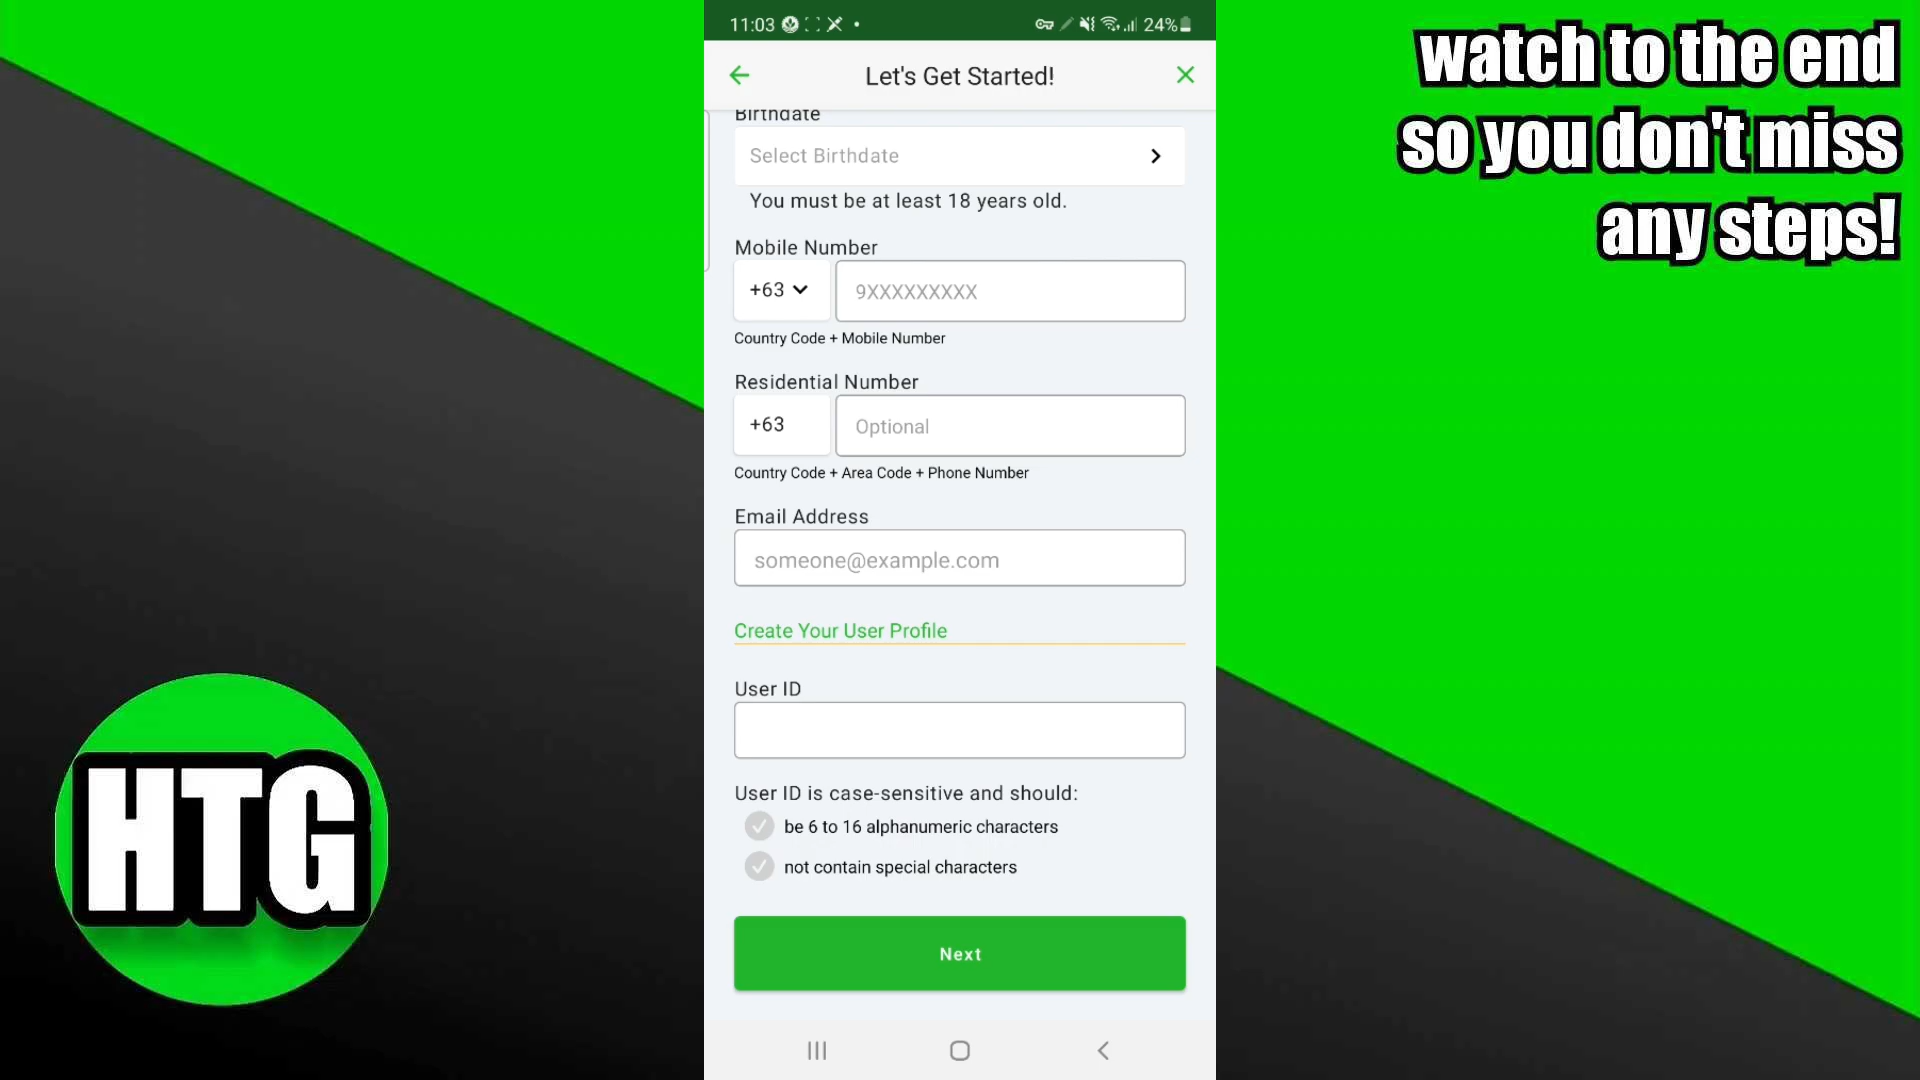 11:03
24%
Let's Get Started!
Birthdate
Select Birthdate
You must be at least 18 years old.
Mobile Number
+63
9XXXXXXXXX
Country Code + Mobile Number
Residential Number
+63
Optional
Country Code + Area Code + Phone Number
Email Address
someone@example.com
Create Your User Profile
User ID
User ID is case-sensitive and should:
be 6 to 16 alphanumeric characters
not contain special characters
Next
watch to the end
so you don't miss
any steps!
HTG